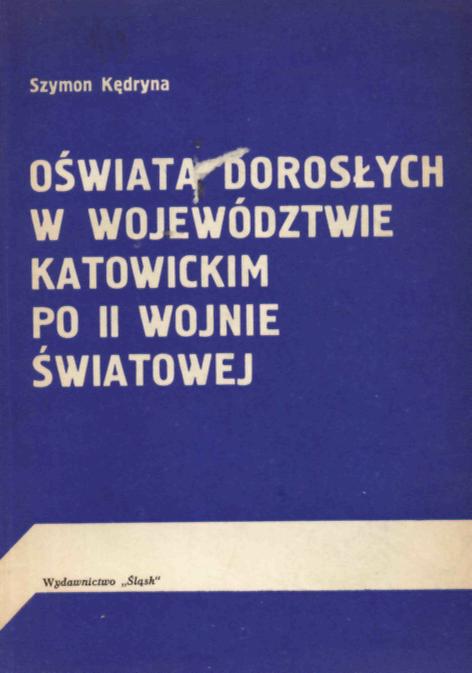 Szymon Kędryna
OŚWIATA DOROSŁYCH
W WOJEWÓDZTWIE
KATOWICKIM
PO II WOJNIE
ŚWIATOWEJ
Wydawnictwo „Śląsk”